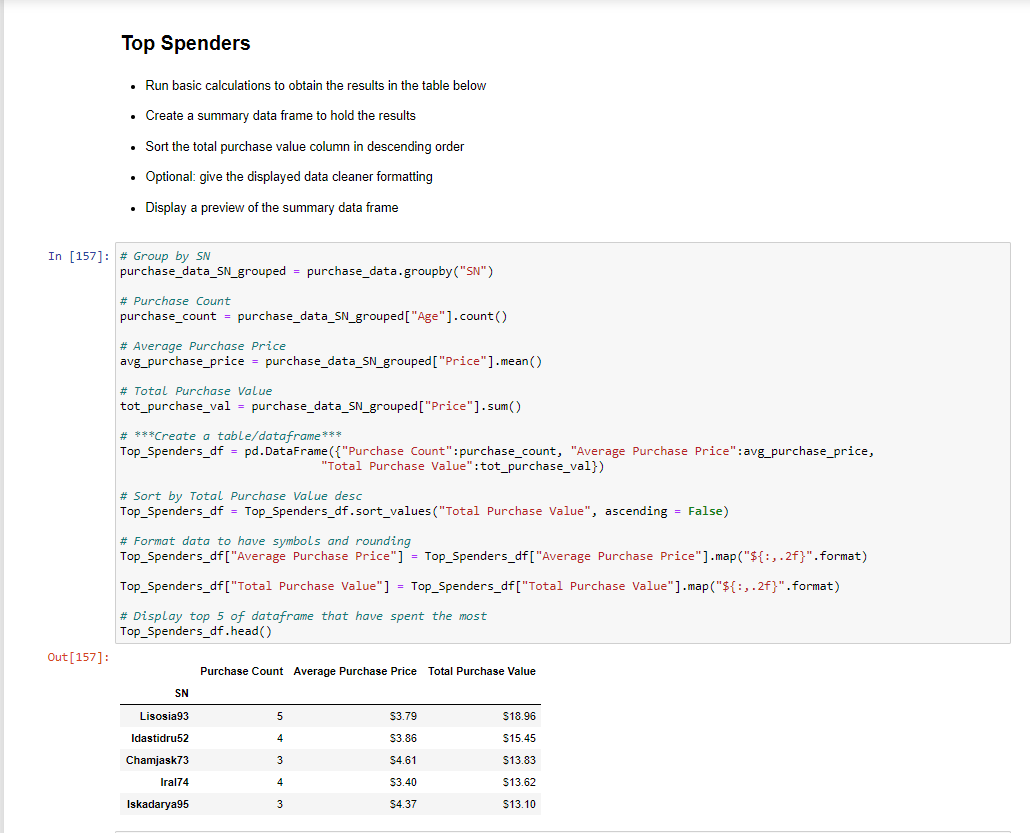 Top Spenders
• Run basic calculations to obtain the results in the table below
• Create a summary data frame to hold the results
• Sort the total purchase value column in descending order
• Optional: give the displayed data cleaner formatting
• Display a preview of the summary data frame
In [157]: # Group by SN
purchase_data_SN_grouped = purchase_data.groupby("SN")
# Purchase Count
purchase_count = purchase_data_SN_grouped["Age"].count()
# Average Purchase Price
avg_purchase_price = purchase_data_SN_grouped["Price"].mean()
# Total Purchase Value
tot_purchase_val = purchase_data_SN_grouped["Price"].sum()
# ***Create a table/dataframe***
Top_Spenders_df = pd.DataFrame({"Purchase Count":purchase_count, "Average Purchase Price":avg_purchase_price,
"Total Purchase Value":tot_purchase_val})
# Sort by Total Purchase Value desc
Top_Spenders_df = Top_Spenders_df.sort_values("Total Purchase Value", ascending = False)
# Format data to have symbols and rounding
Top_Spenders_df["Average Purchase Price"] = Top_Spenders_df["Average Purchase Price"].map("${:,.2f}".format)
Top_Spenders_df["Total Purchase Value"] = Top_Spenders_df["Total Purchase Value"].map("${:,.2f}".format)
# Display top 5 of dataframe that have spent the most
Top_Spenders_df.head()
Out[157]:
Purchase Count Average Purchase Price Total Purchase Value
SN
Lisosia93 5 $3.79 $18.96
Idastidru52 4 $3.86 $15.45
Chamjask73 3 $4.61 $13.83
Iral74 4 $3.40 $13.62
Iskadarya95 3 $4.37 $13.10